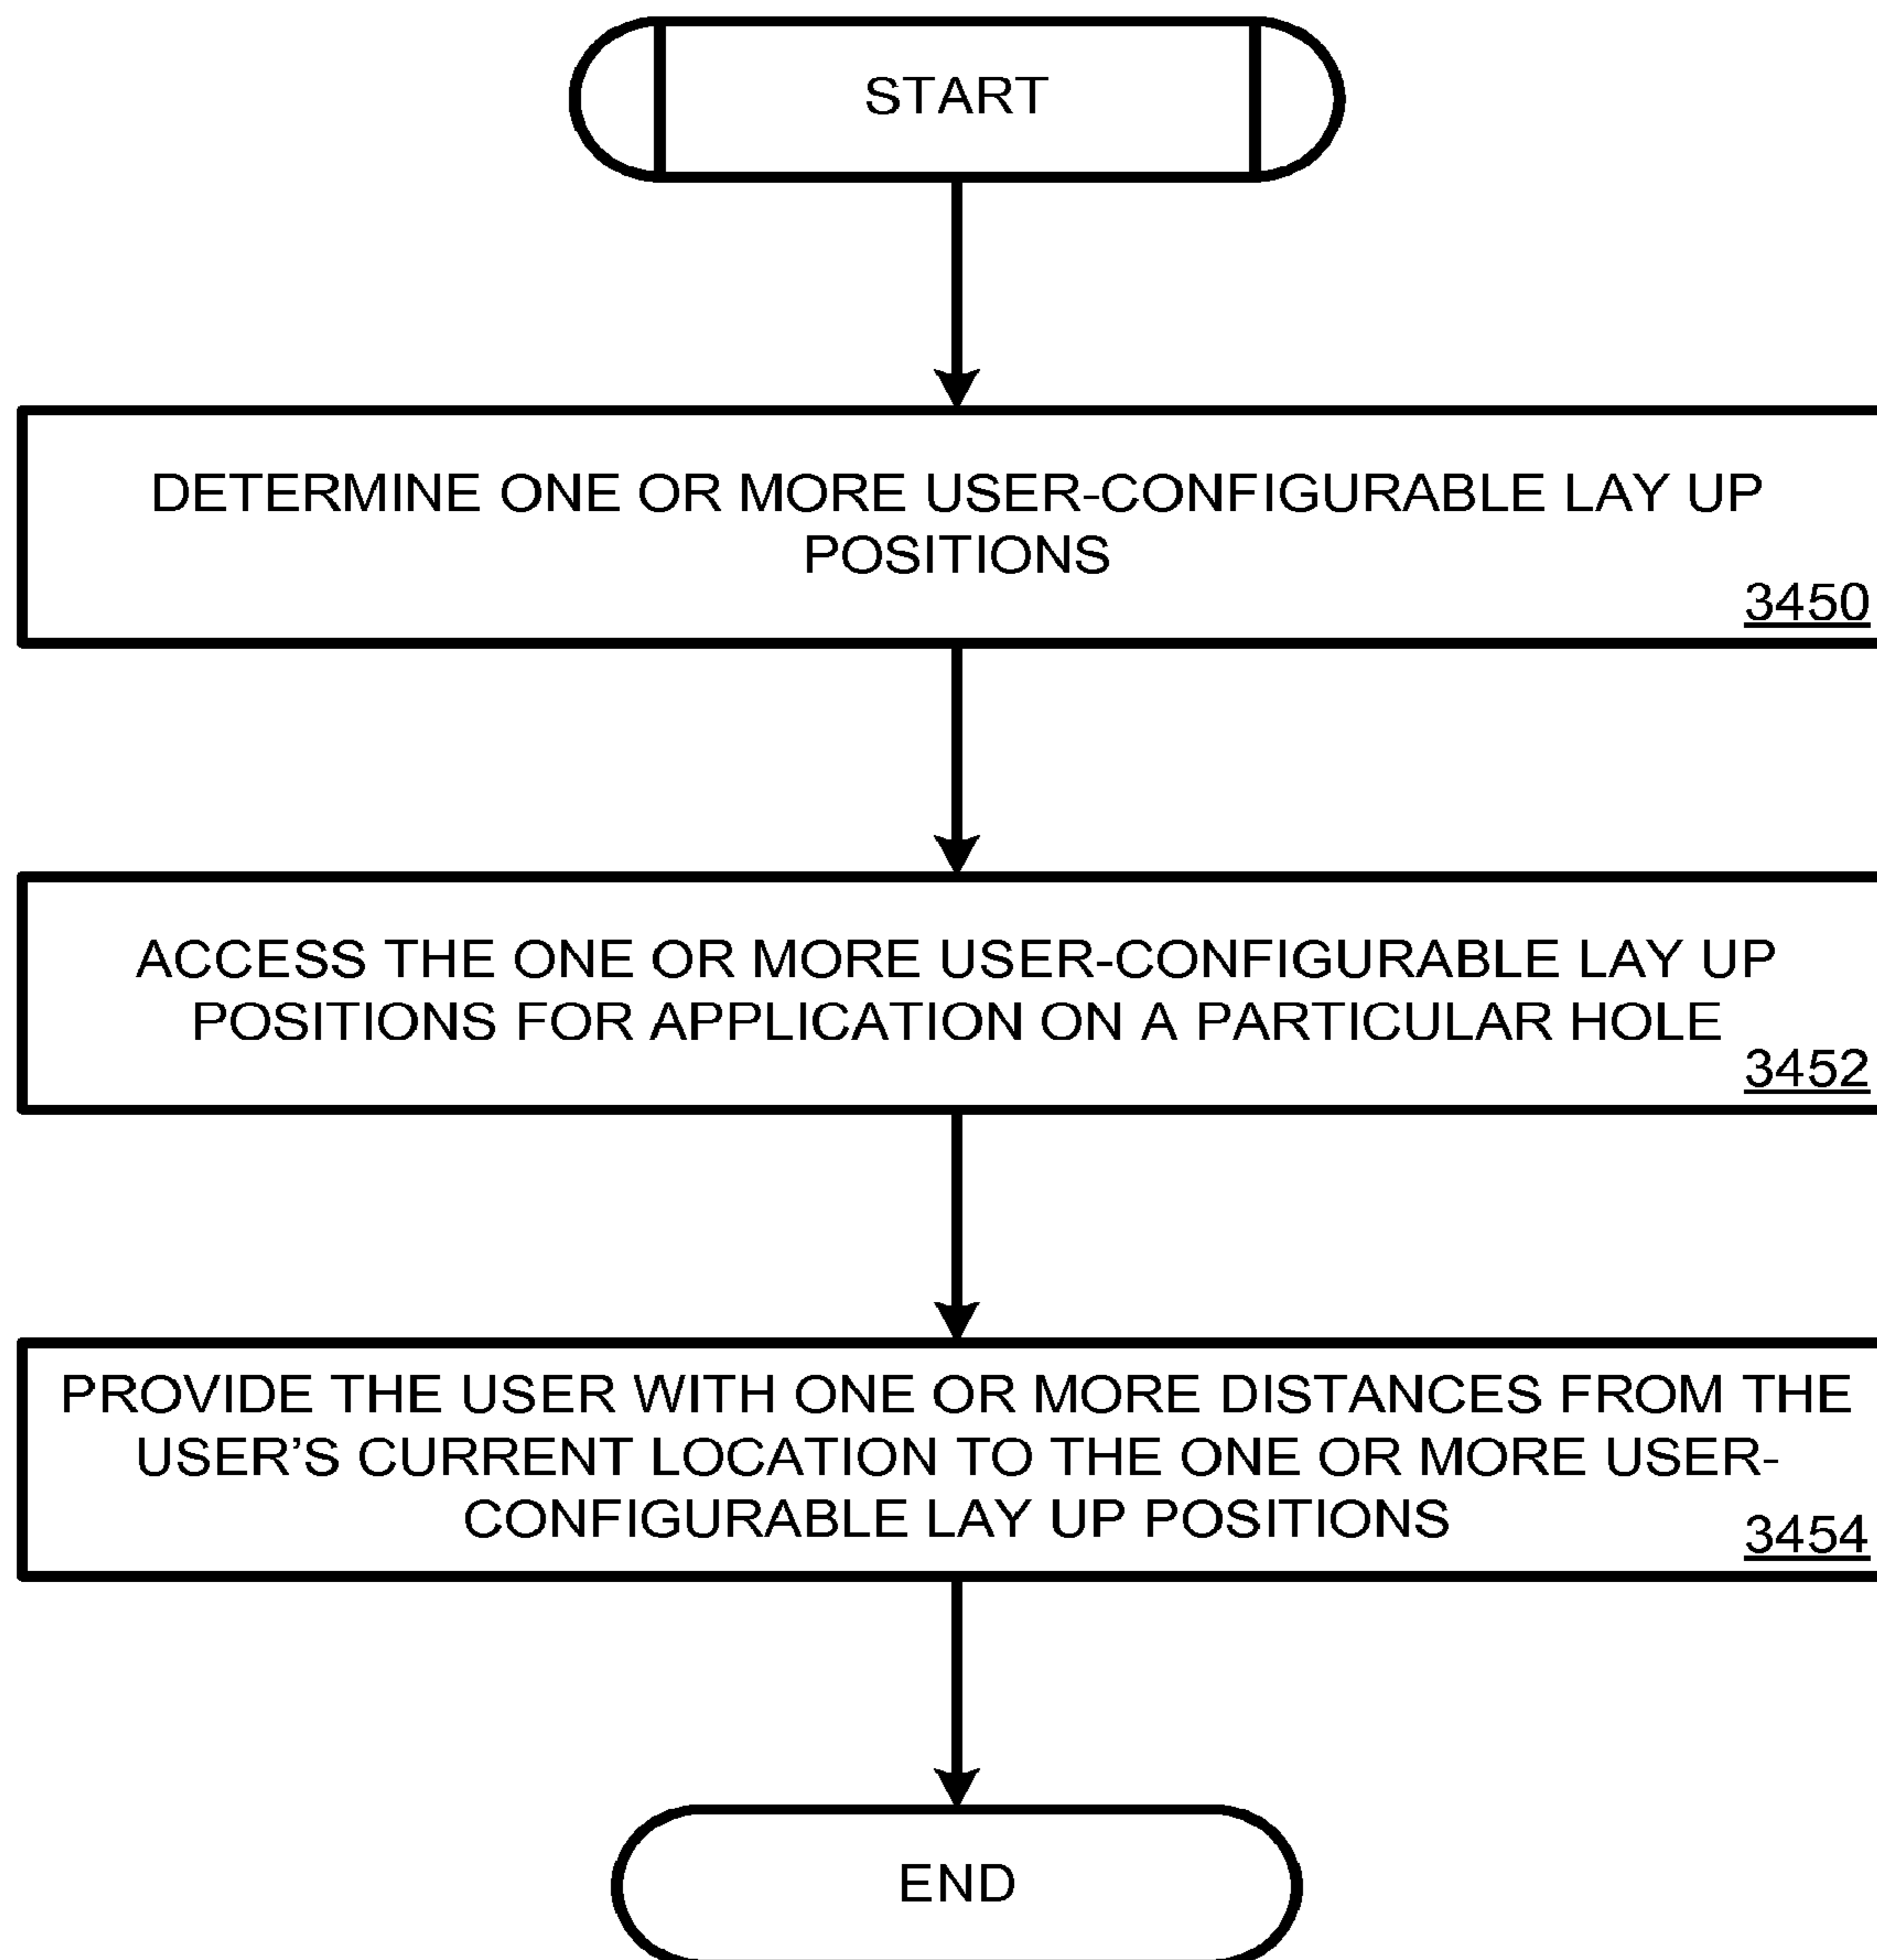 START
DETERMINE ONE OR MORE USER-CONFIGURABLE LAY UP
POSITIONS
3450
ACCESS THE ONE OR MORE USER-CONFIGURABLE LAY UP
POSITIONS FOR APPLICATION ON A PARTICULAR HOLE
3452
PROVIDE THE USER WITH ONE OR MORE DISTANCES FROM THE
USER’S CURRENT LOCATION TO THE ONE OR MORE USER-
CONFIGURABLE LAY UP POSITIONS
3454
END